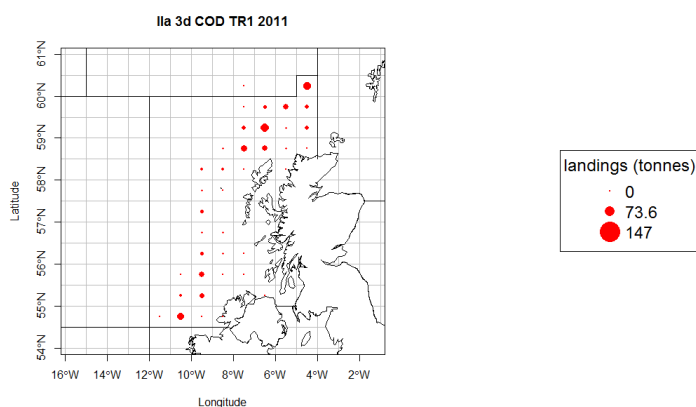 IIa 3d COD TR1 2011
61°N
60°N
59°N
58°N
57°N
56°N
55°N
54°N
Latitude
16°W 14°W 12°W 10°W 8°W 6°W 4°W 2°W
Longitude
landings (tonnes)
0
73.6
147